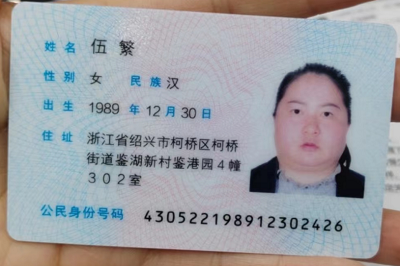 姓名 伍繁
性别 女 民族 汉
出生 1989 年 12 月 30 日
住址 浙江省绍兴市柯桥区柯桥
街道鉴湖新村鉴港园4幢
302室
公民身份号码 430522198912302426